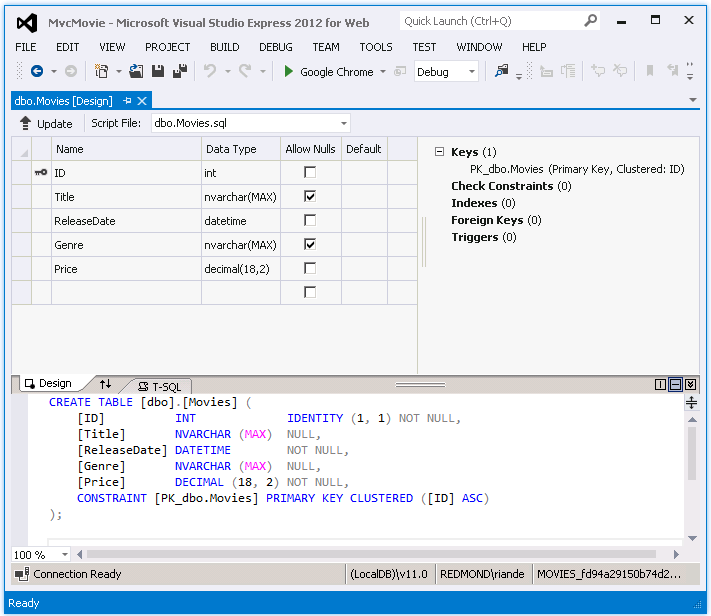 MvcMovie - Microsoft Visual Studio Express 2012 for Web
Quick Launch (Ctrl+Q)
FILE EDIT VIEW PROJECT BUILD DEBUG TEAM TOOLS TEST WINDOW HELP
Google Chrome Debug
dbo.Movies [Design]
Update Script File: dbo.Movies.sql
Name Data Type Allow Nulls Default
ID int
Title nvarchar(MAX)
ReleaseDate datetime
Genre nvarchar(MAX)
Price decimal(18,2)
Keys (1)
PK_dbo.Movies (Primary Key, Clustered: ID)
Check Constraints (0)
Indexes (0)
Foreign Keys (0)
Triggers (0)
Design T-SQL
CREATE TABLE [dbo].[Movies] (
[ID] INT IDENTITY (1, 1) NOT NULL,
[Title] NVARCHAR (MAX) NULL,
[ReleaseDate] DATETIME NOT NULL,
[Genre] NVARCHAR (MAX) NULL,
[Price] DECIMAL (18, 2) NOT NULL,
CONSTRAINT [PK_dbo.Movies] PRIMARY KEY CLUSTERED ([ID] ASC)
);
100 %
Connection Ready (LocalDB)\v11.0 REDMOND\riande MOVIES_fd94a29150b74d2...
Ready